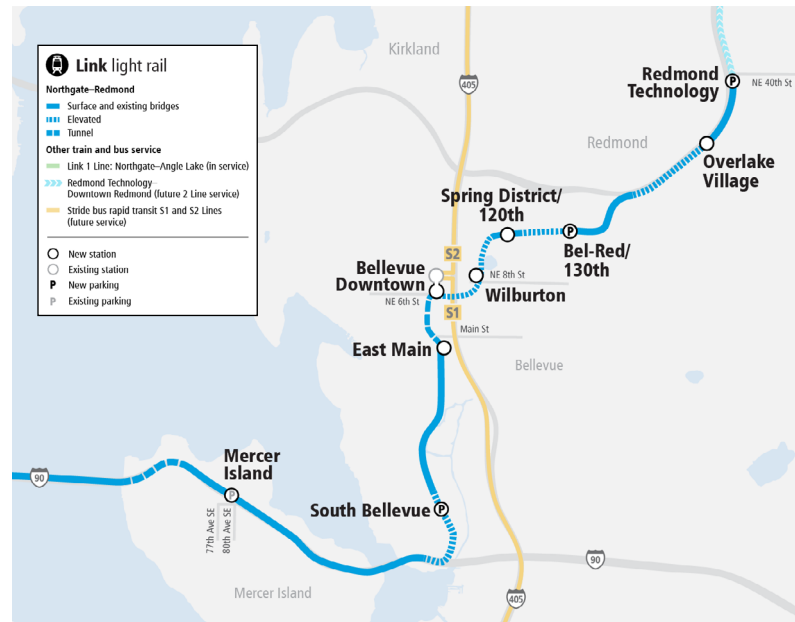 Link light rail
Northgate–Redmond
Surface and existing bridges
Elevated
Tunnel
Other train and bus service
Link 1 Line: Northgate–Angle Lake (in service)
Redmond Technology–
Downtown Redmond (future 2 Line service)
Stride bus rapid transit S1 and S2 Lines
(future service)
New station
Existing station
P New parking
P Existing parking
Kirkland
405
Redmond
Technology
P
NE 40th St
Redmond
Overlake
Village
Spring District/
120th
P
Bel-Red/
130th
S2
Bellevue
Downtown
NE 8th St
Wilburton
NE 6th St
S1
Main St
East Main
Bellevue
Mercer
Island
90
P
77th Ave SE
80th Ave SE
South Bellevue
P
90
Mercer Island
405